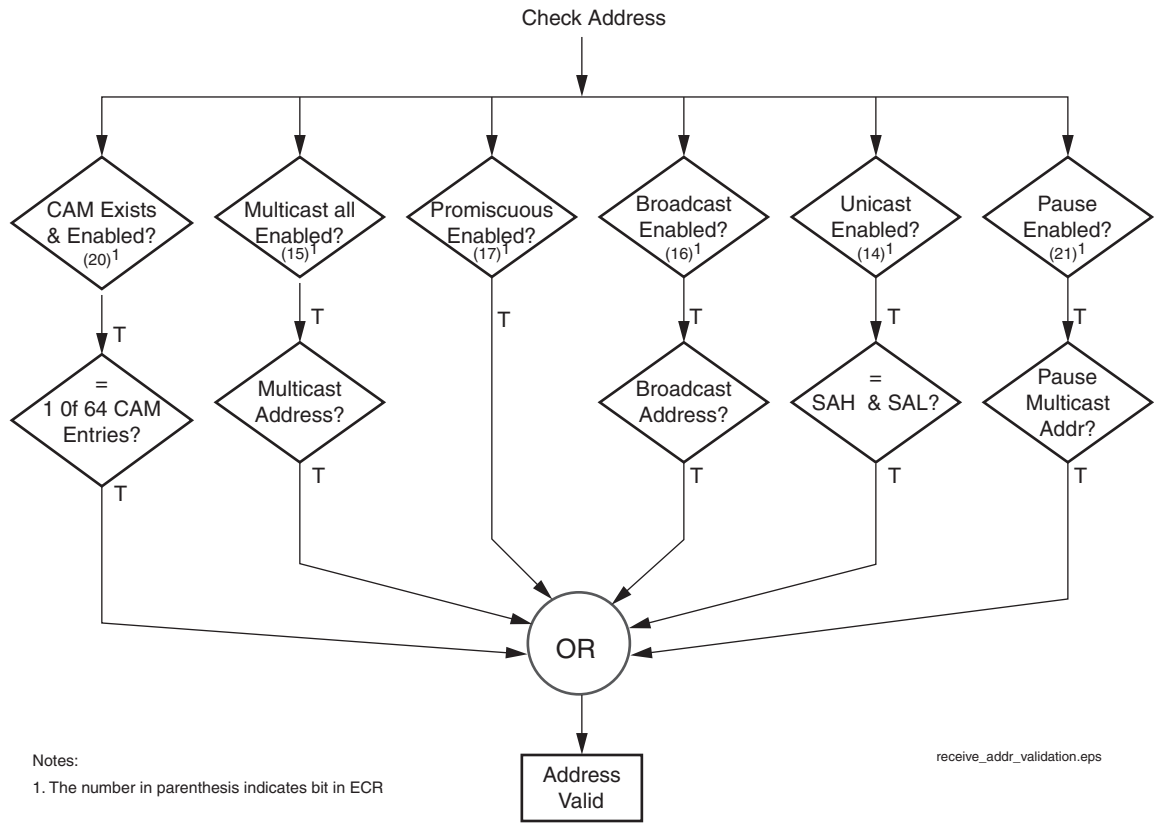 Check Address
CAM Exists
& Enabled?
(20)1
Multicast all
Enabled?
(15)1
Promiscuous
Enabled?
(17)1
Broadcast
Enabled?
(16)1
Unicast
Enabled?
(14)1
Pause
Enabled?
(21)1
T
T
T
T
T
T
=
1 0f 64 CAM
Entries?
Multicast
Address?
Broadcast
Address?
=
SAH & SAL?
Pause
Multicast
Addr?
T
T
T
T
T
OR
Address
Valid
Notes:
1. The number in parenthesis indicates bit in ECR
receive_addr_validation.eps